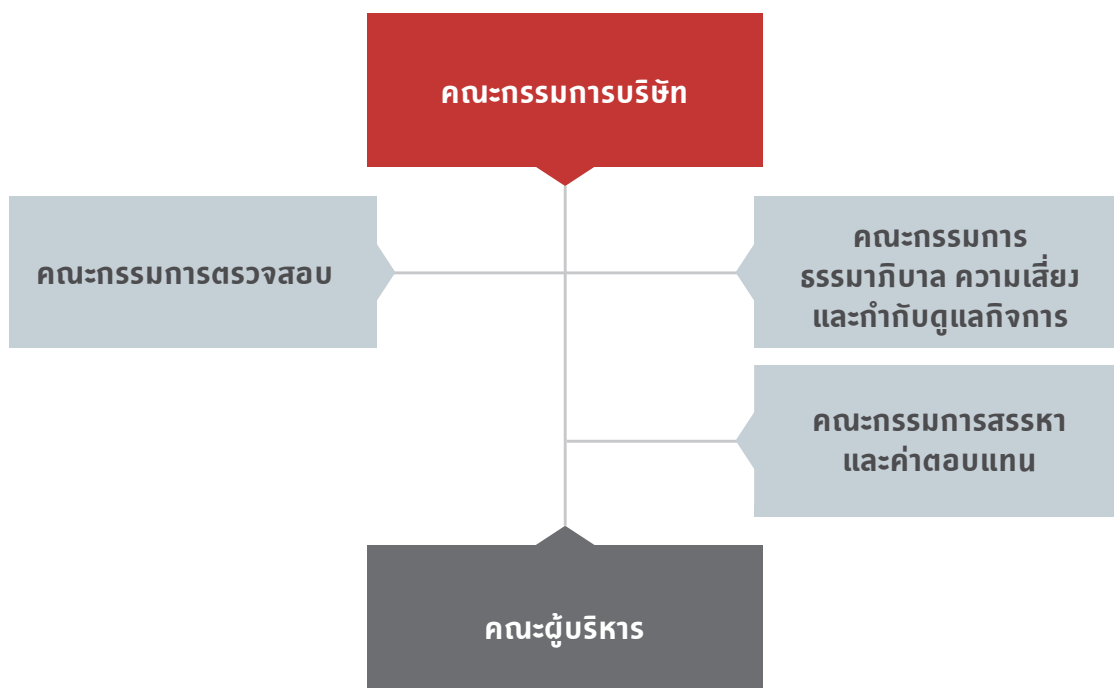 คณะกรรมการบริษัท
คณะกรรมการตรวจสอบ
คณะกรรมการ
ธรรมาภิบาล ความเสี่ยง
และกำกับดูแลกิจการ
คณะกรรมการสรรหา
และค่าตอบแทน
คณะผู้บริหาร